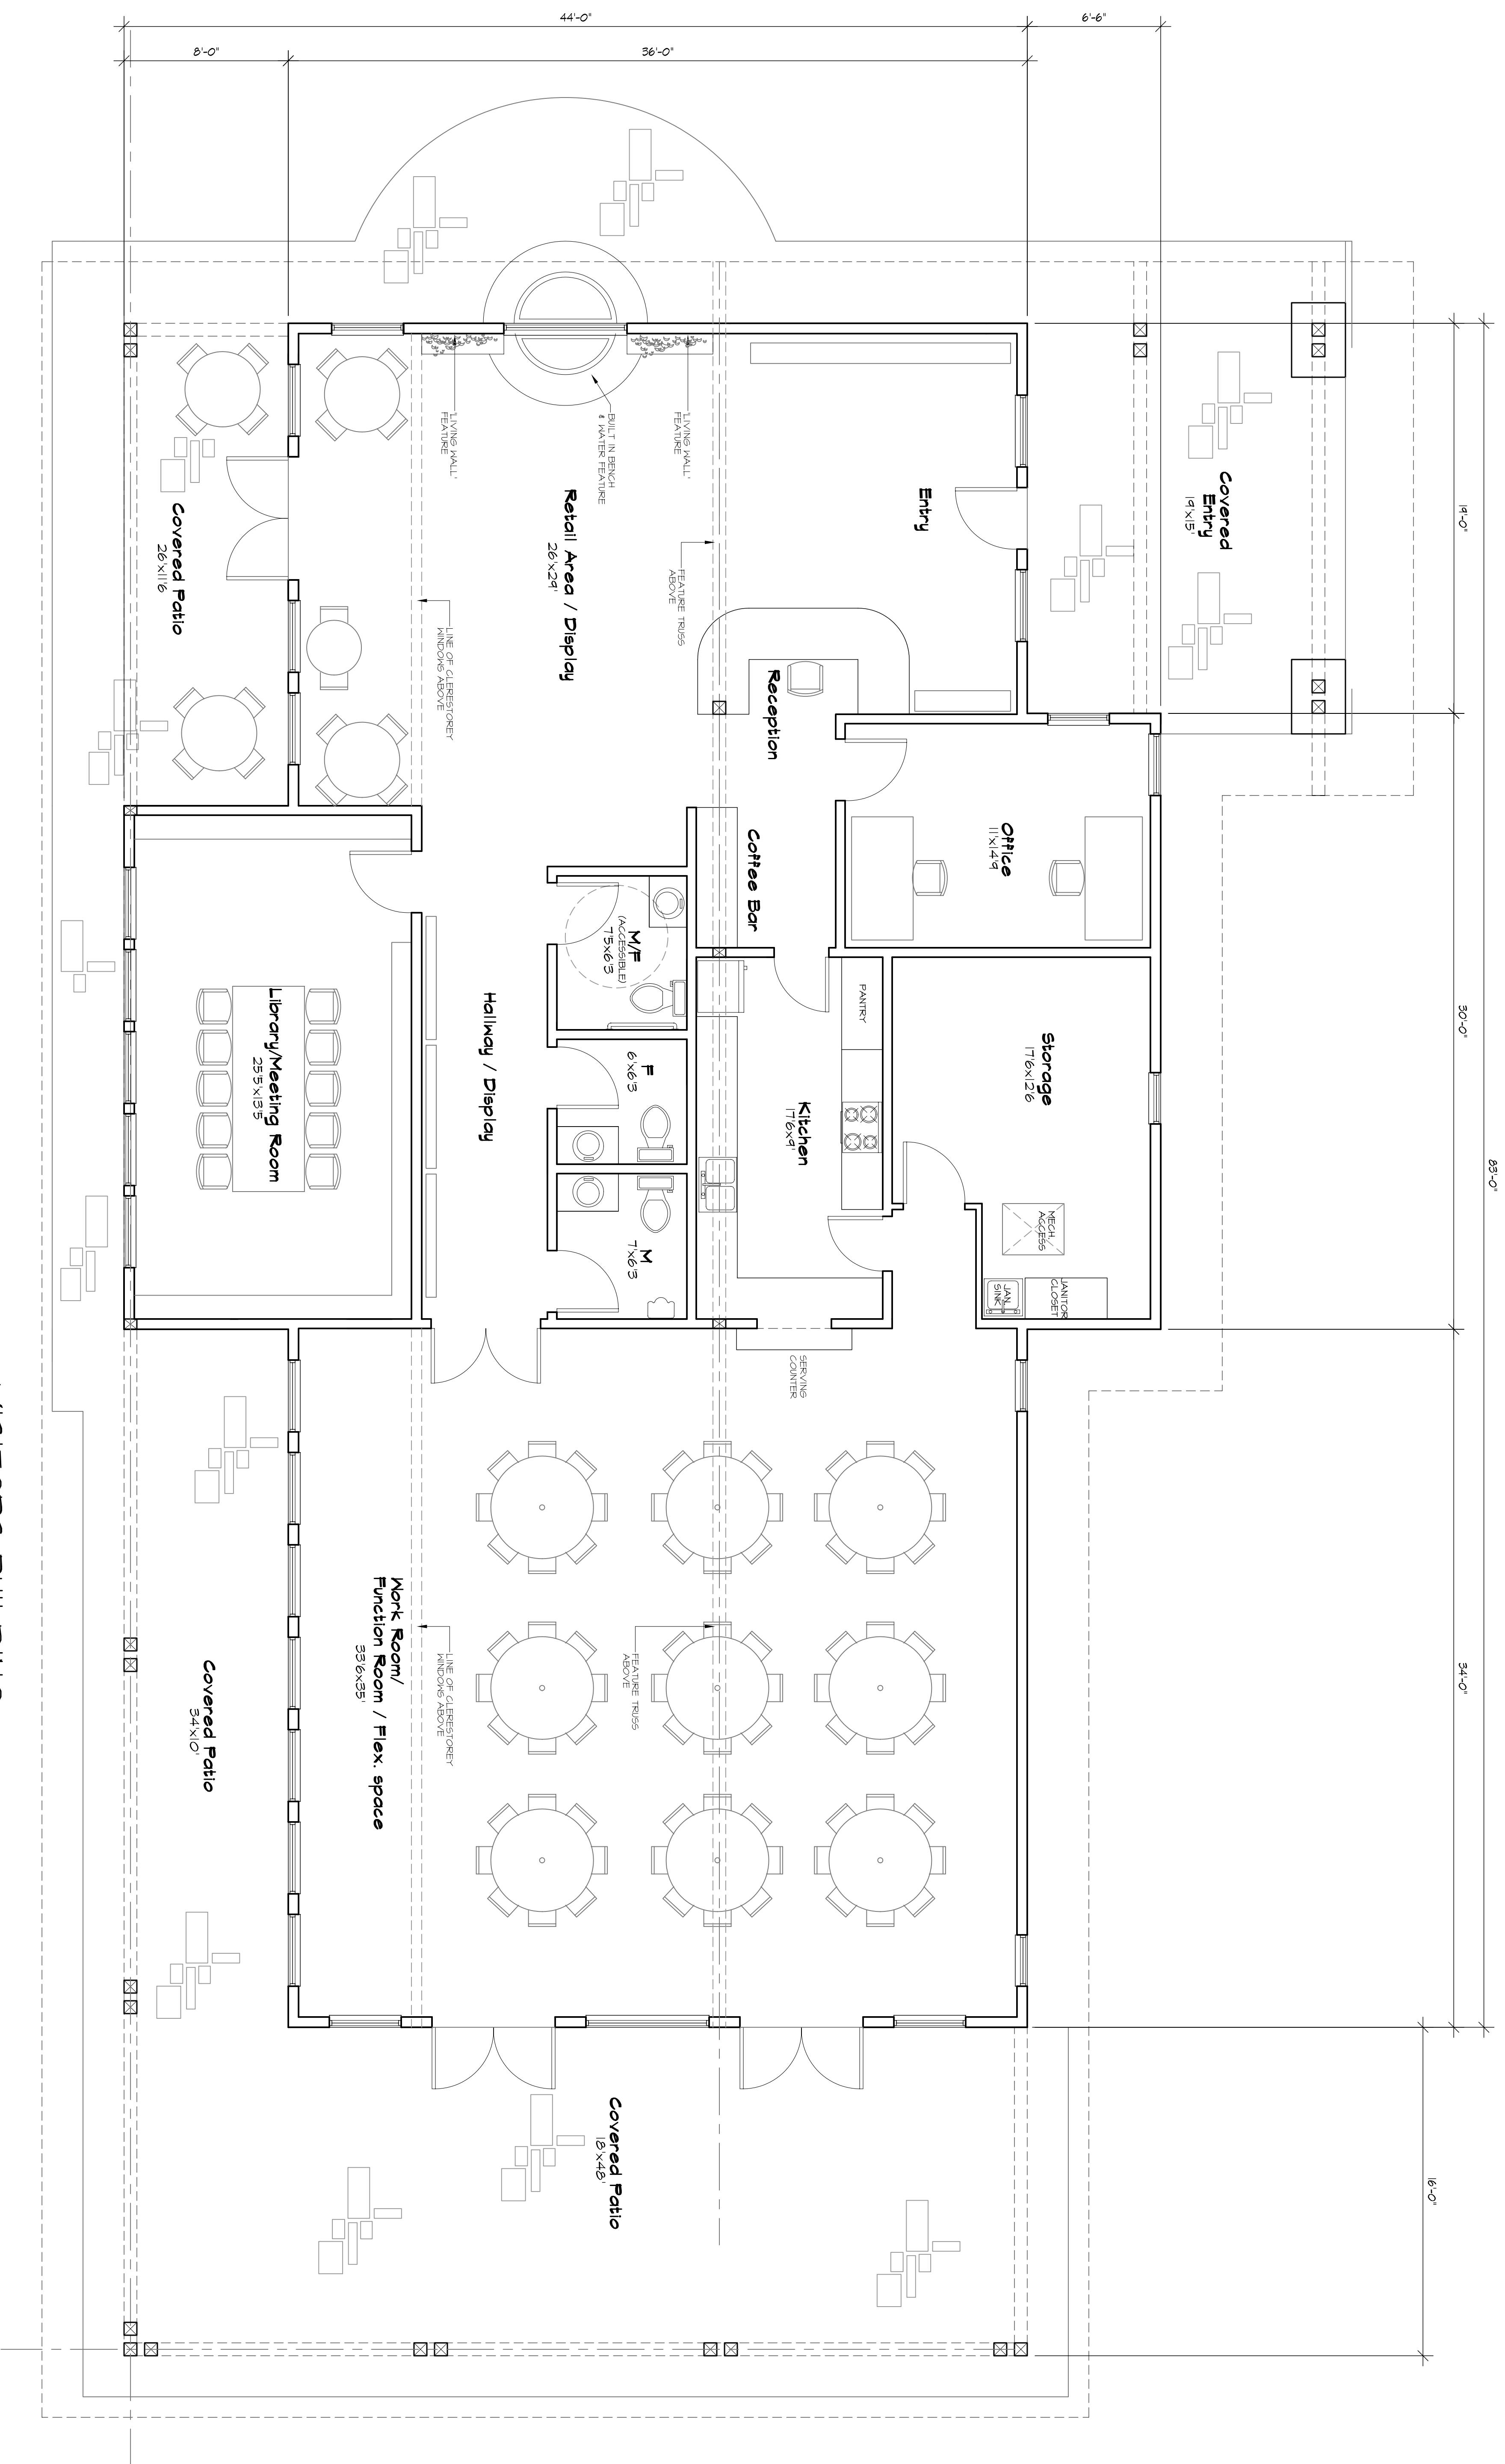 44'-0"
6'-6"
8'-0"
36'-0"
19'-0"
30'-0"
83'-0"
34'-0"
16'-0"
Covered
Entry
19'x15'
Entry
'LIVING WALL'
FEATURE
BUILT IN BENCH
& WATER FEATURE
'LIVING WALL'
FEATURE
Retail Area / Display
26'x29'
FEATURE TRUSS
ABOVE
LINE OF CLERESTOREY
WINDOWS ABOVE
Covered Patio
26'x11'6
Reception
Office
11'x14'9
Coffee Bar
M/F
(ACCESSIBLE)
7'5x6'3
F
6'x6'3
M
7'x6'3
Hallway / Display
Library/Meeting Room
25'5'x13'5
PANTRY
Kitchen
17'6x9'
Storage
17'6x12'6
MECH.
ACCESS
JANITOR
CLOSET
JAN.
SINK
SERVING
COUNTER
Work Room/
Function Room / Flex. space
33'6x35'
LINE OF CLERESTOREY
WINDOWS ABOVE
FEATURE TRUSS
ABOVE
Covered Patio
34'x10'
Covered Patio
18'x48'